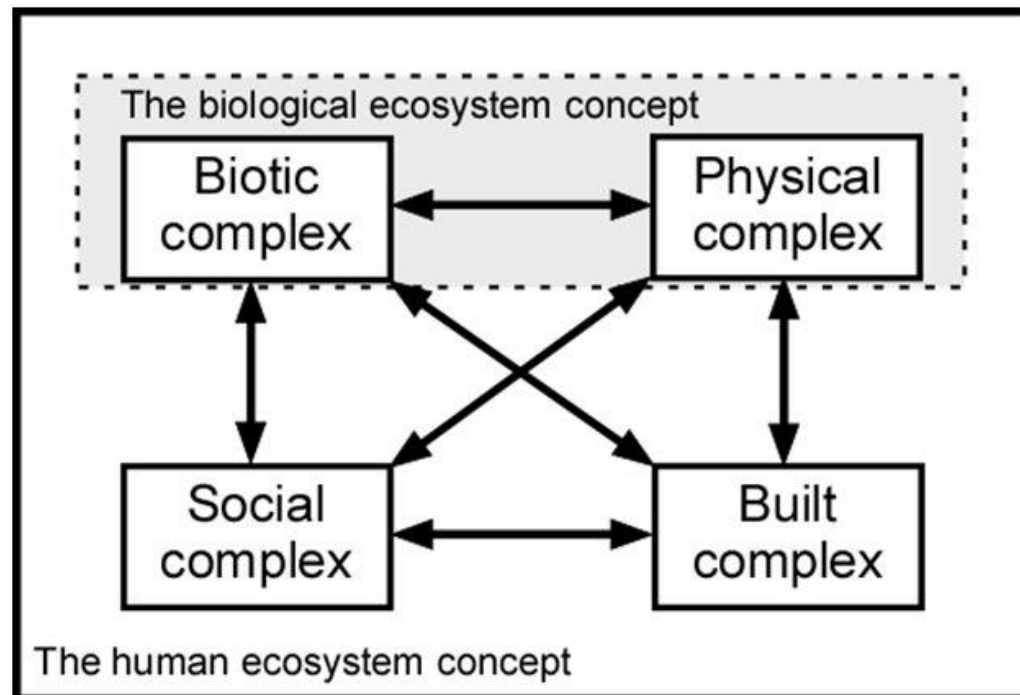 The biological ecosystem concept
Biotic
complex
Physical
complex
Social
complex
Built
complex
The human ecosystem concept